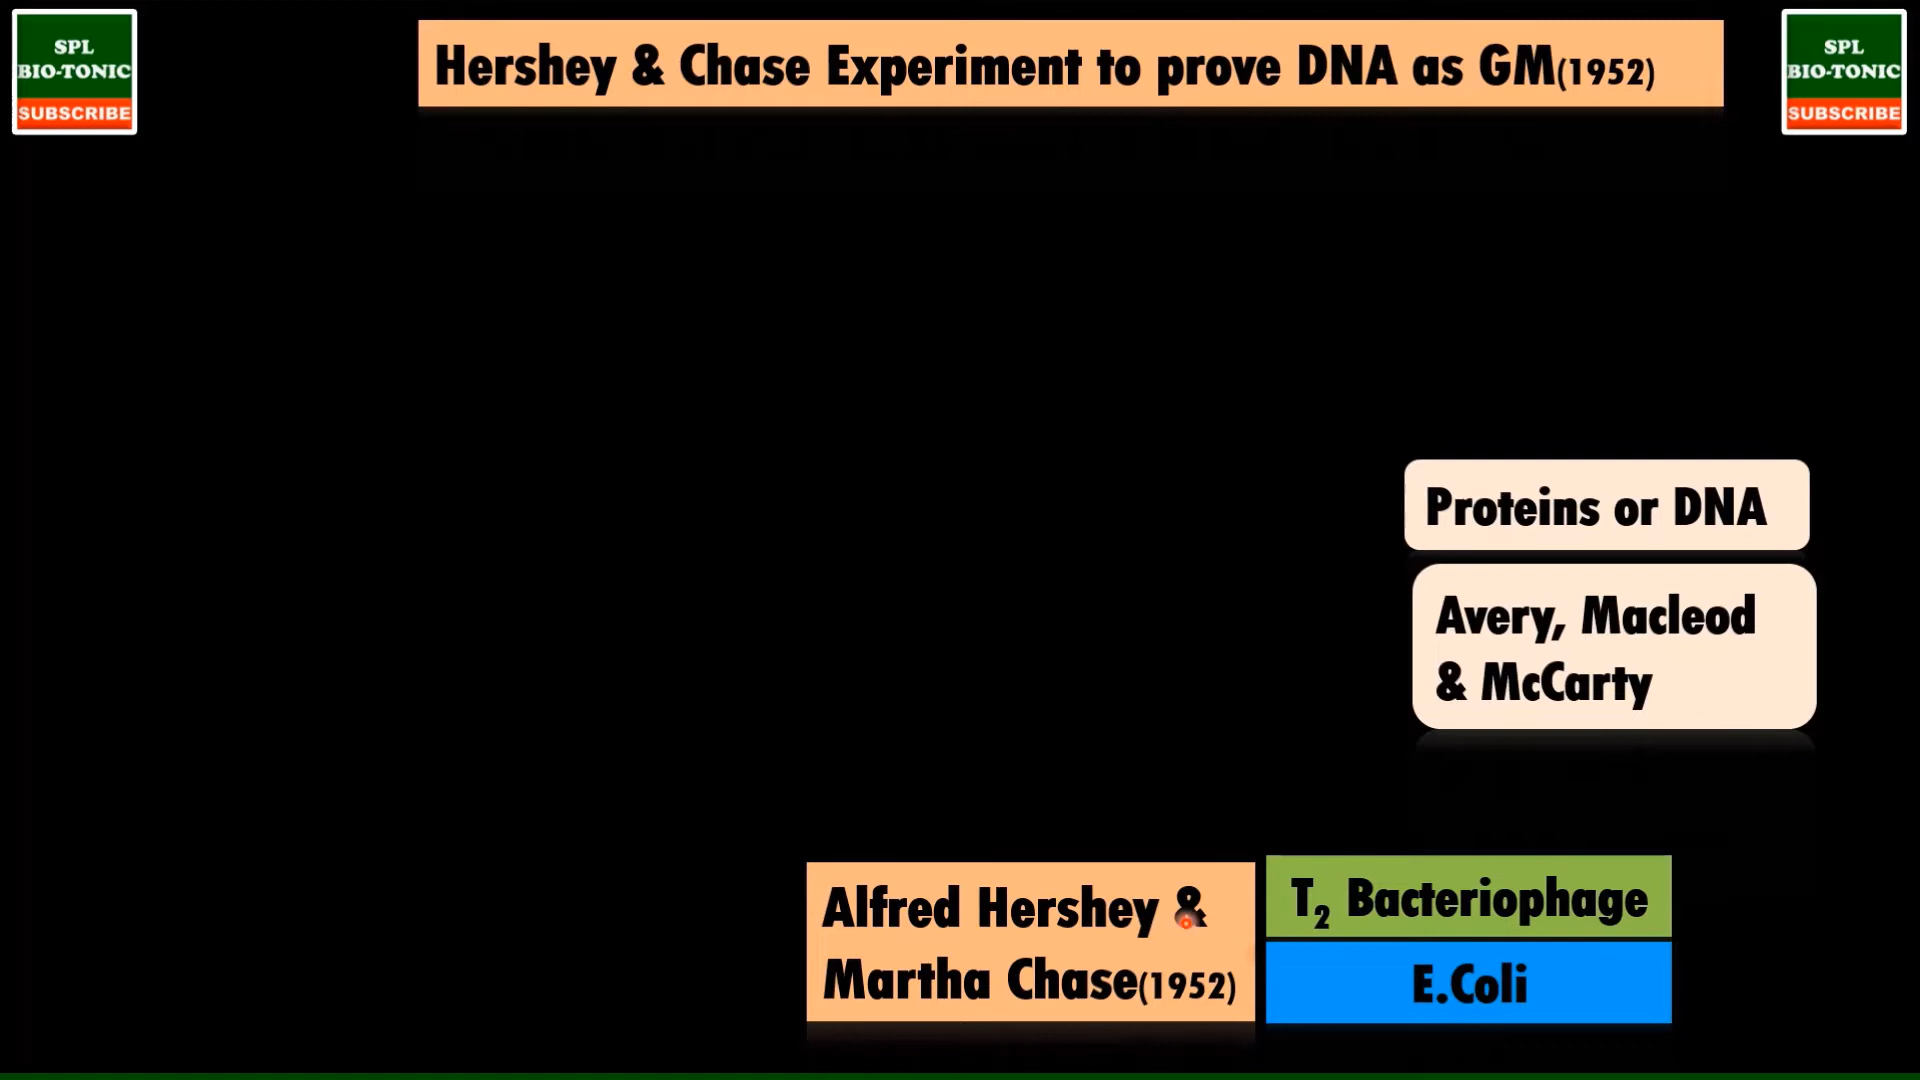 SPL
BIO-TONIC
SUBSCRIBE
Hershey & Chase Experiment to prove DNA as GM(1952)
SPL
BIO-TONIC
SUBSCRIBE
Proteins or DNA
Avery, Macleod
& McCarty
Alfred Hershey &
Martha Chase(1952)
T₂ Bacteriophage
E.Coli